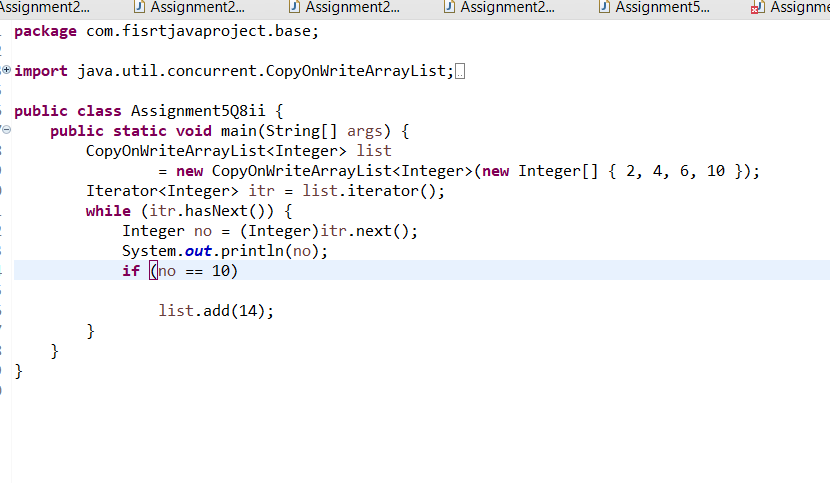 Assignment2... Assignment2... Assignment2... Assignment2... Assignment5... Assignme
package com.fisrtjavaproject.base;
import java.util.concurrent.CopyOnWriteArrayList;
public class Assignment5Q8ii {
public static void main(String[] args) {
CopyOnWriteArrayList<Integer> list
= new CopyOnWriteArrayList<Integer>(new Integer[] { 2, 4, 6, 10 });
Iterator<Integer> itr = list.iterator();
while (itr.hasNext()) {
Integer no = (Integer)itr.next();
System.out.println(no);
if (no == 10)
list.add(14);
}
}
}